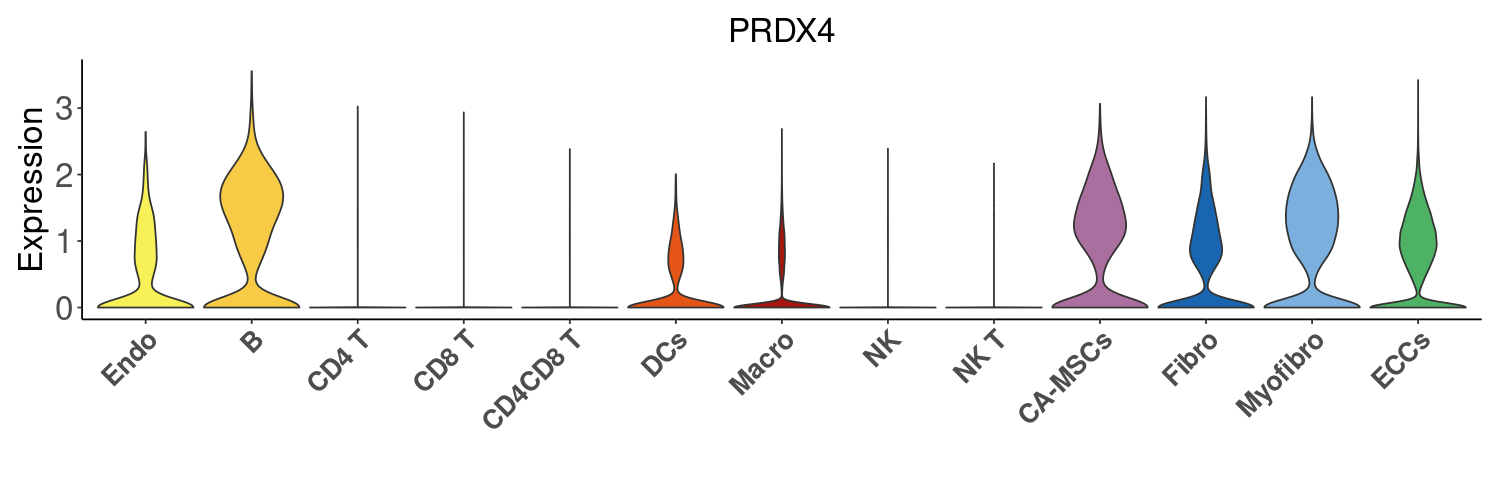 PRDX4
Expression
3
2
1
0
Endo
B
CD4 T
CD8 T
CD4CD8 T
DCs
Macro
NK
NK T
CA-MSCs
Fibro
Myofibro
ECCs